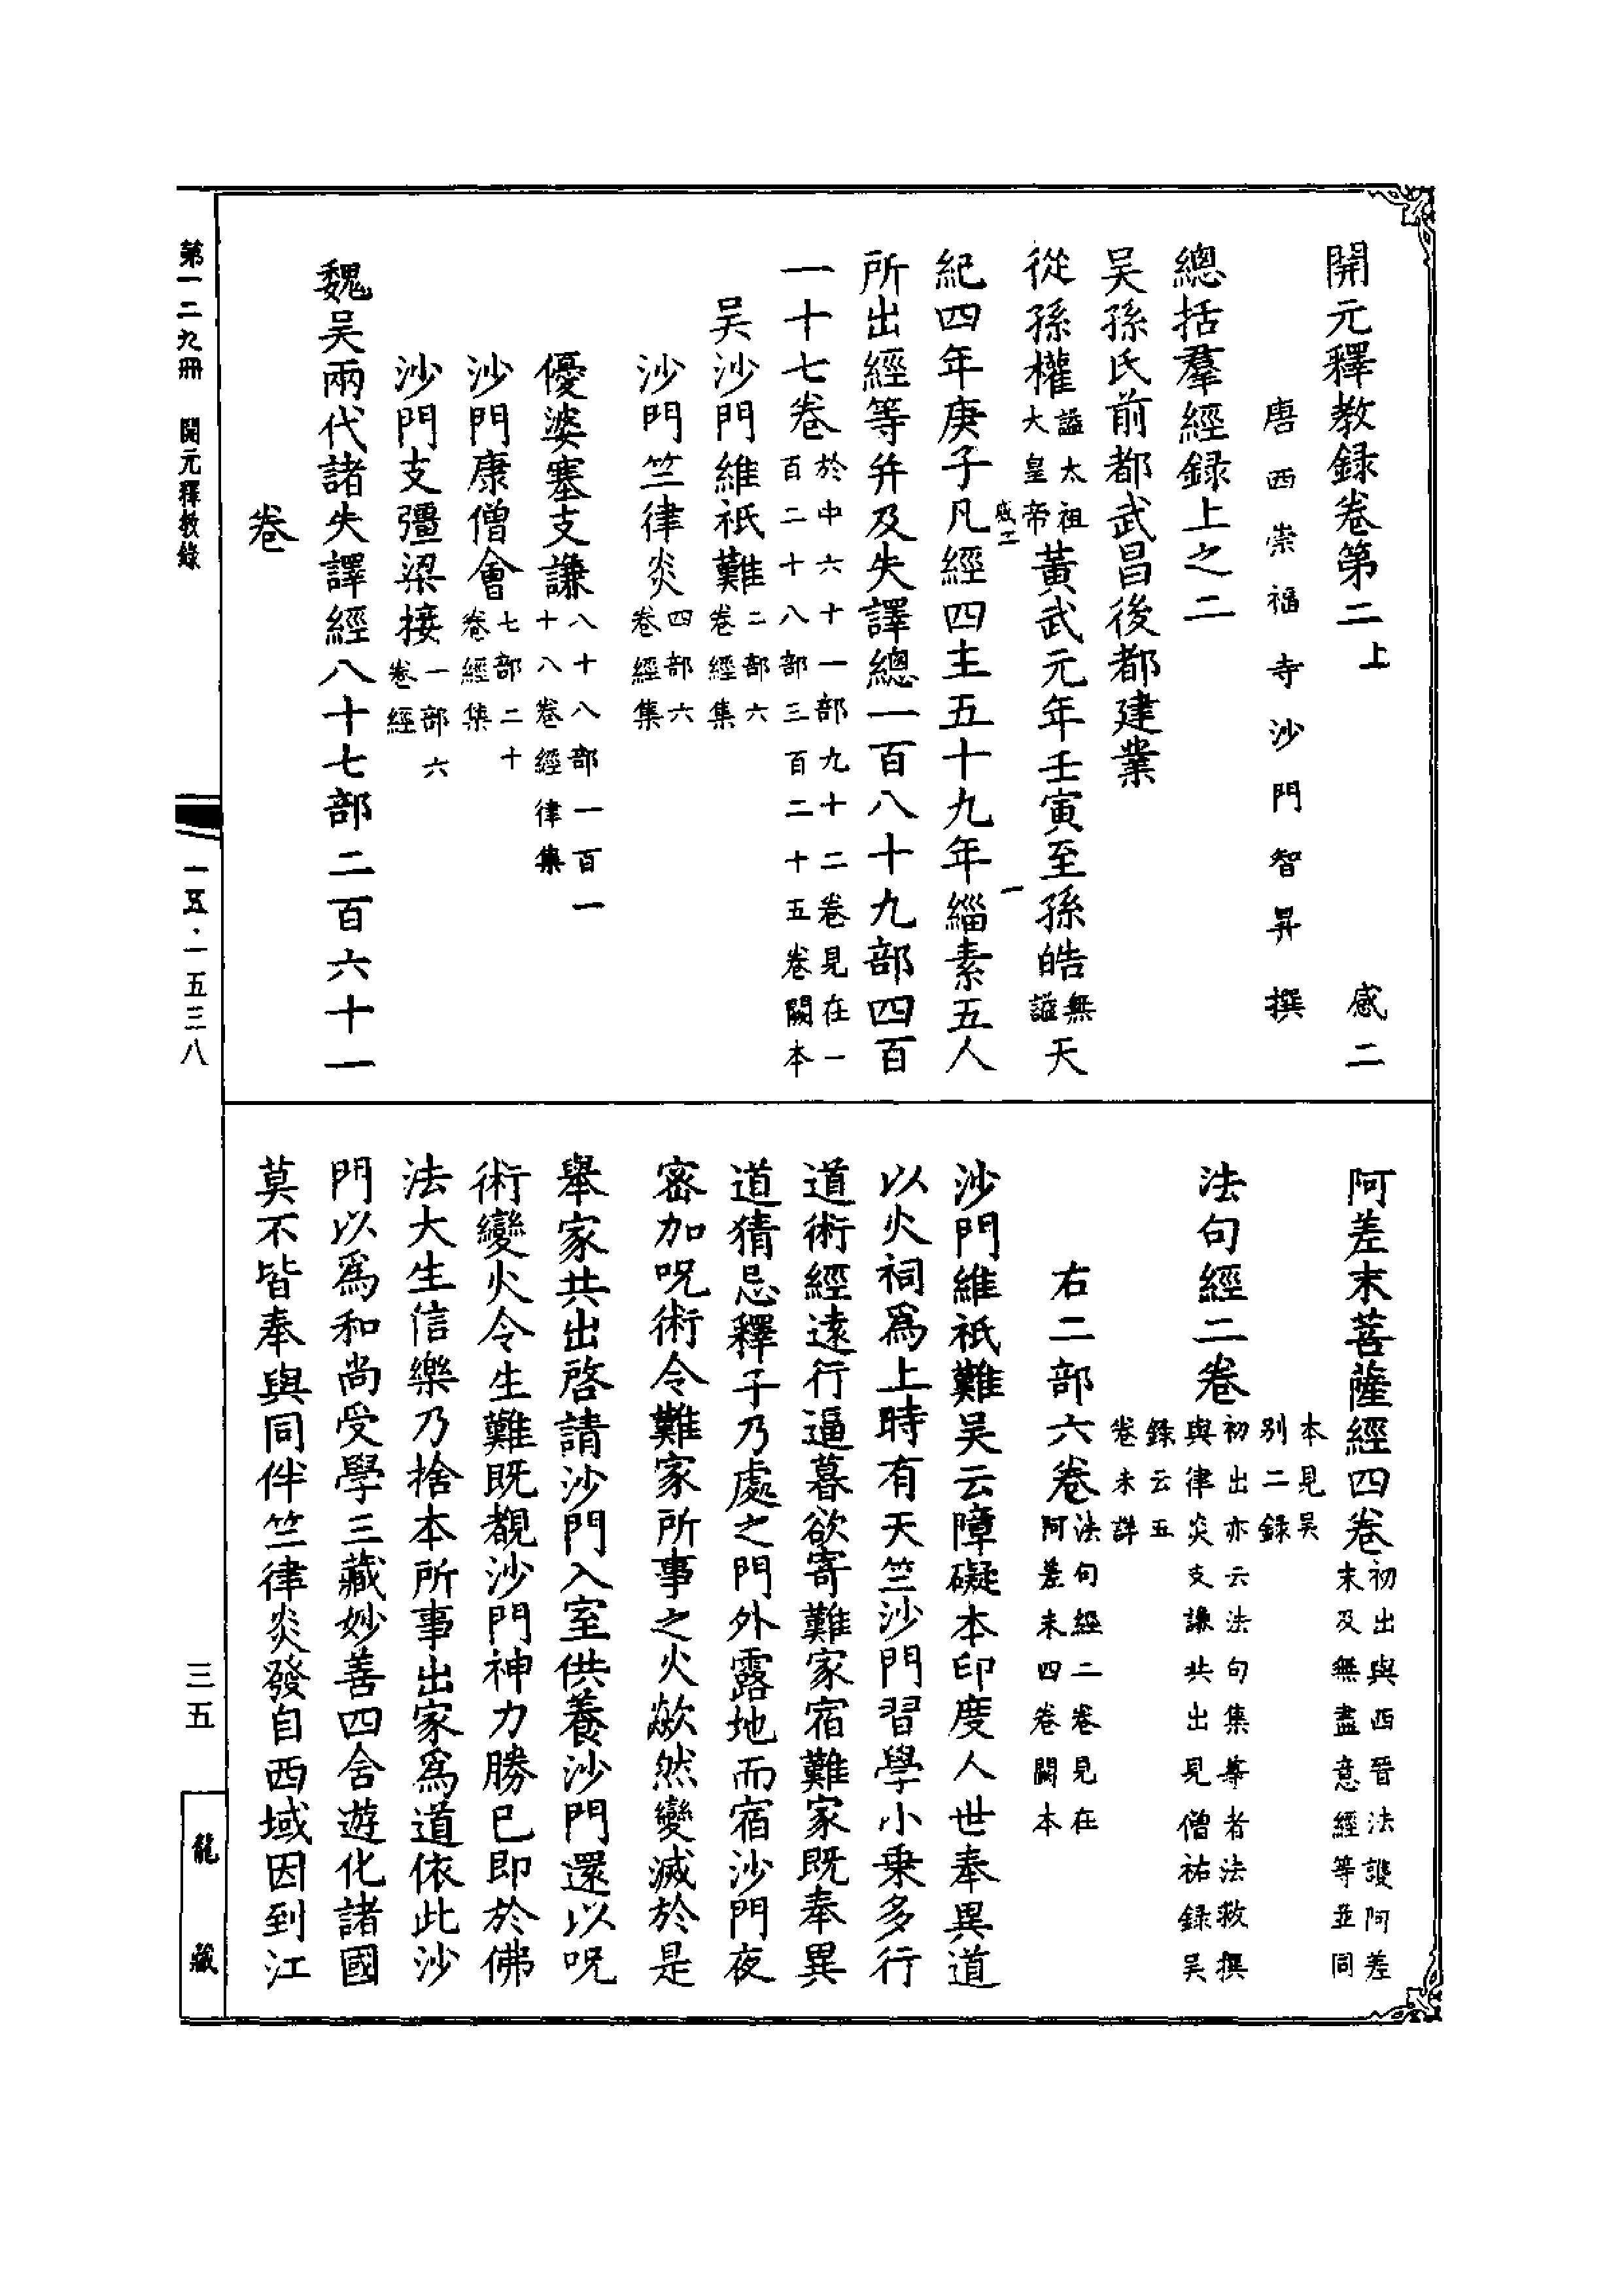 開元釋教録卷第二上 感二
唐西崇福寺沙門智昇撰
總括羣經録上之二
吴孫氏前都武昌後都建業
從孫權謚太祖大皇帝黃武元年壬寅至孫皓無謚天
感二 一
紀四年庚子凡經四主五十九年緇素五人
所出經等并及失譯總一百八十九部四百
一十七卷於中六十一部九十二卷見在一百二十八部三百二十五卷闕本
吴沙門維祇難二部六卷經集
沙門竺律炎四部六卷經集
優婆塞支謙八十八部一百一十八卷經律集
沙門康僧會七部二十卷經集
沙門支彊梁接一部六卷經
魏吴兩代諸失譯經八十七部二百六十一
卷
阿差末菩薩經四卷初出與西晉法護阿差末及無盡意經等並同
本見吴别二録
法句經二卷初出亦云法句集等者法救撰與律炎支謙共出見僧祐録吴
録云五卷未詳
右二部六卷法句經二卷見在阿差末四卷闕本
沙門維祇難吴云障礙本印度人世奉異道
以火祠爲上時有天竺沙門習學小乗多行
道術經遠行逼暮欲寄難家宿難家既奉異
道猜忌釋子乃處之門外露地而宿沙門夜
密加呪術令難家所事之火歘然變滅於是
舉家共出啓請沙門入室供養沙門還以呪
術變火令生難既覩沙門神力勝已即於佛
法大生信樂乃捨本所事出家爲道依此沙
門以爲和尚受學三藏妙善四含遊化諸國
莫不皆奉與同伴竺律炎發自西域因到江
第一二九冊 開元釋教錄
一五·一五三八
三五
龍藏